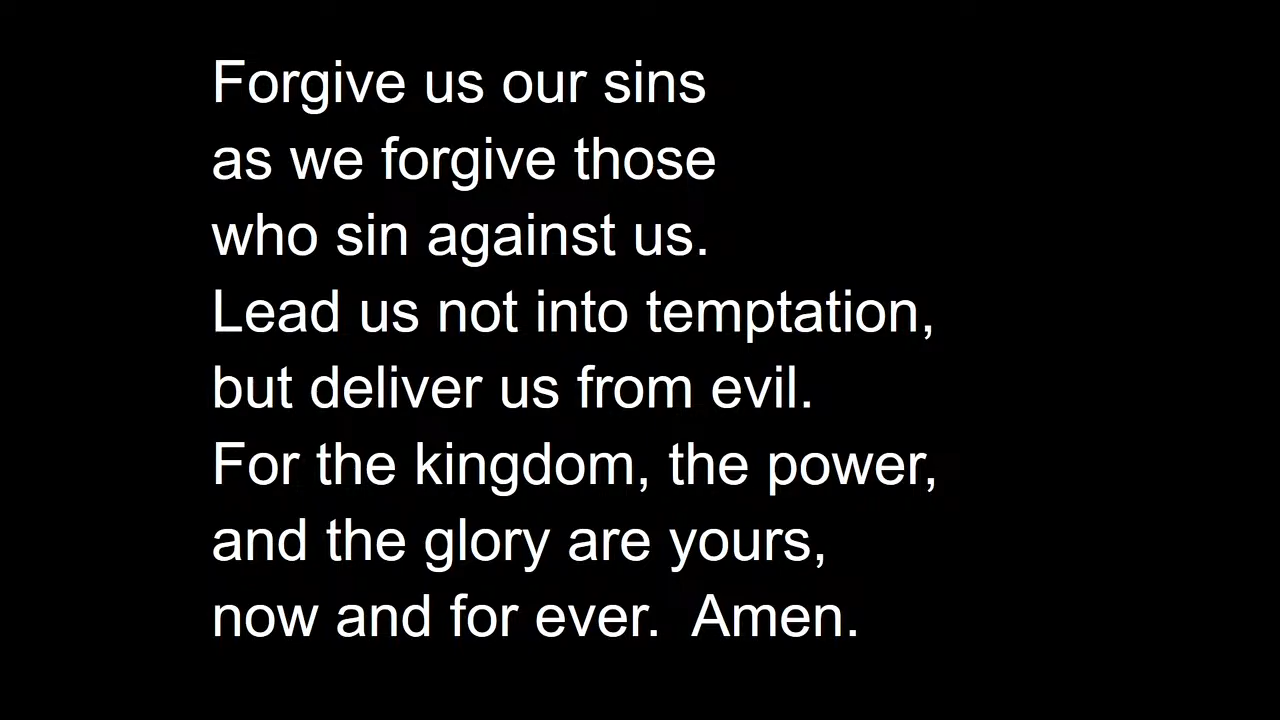 Forgive us our sins
as we forgive those
who sin against us.
Lead us not into temptation,
but deliver us from evil.
For the kingdom, the power,
and the glory are yours,
now and for ever.  Amen.